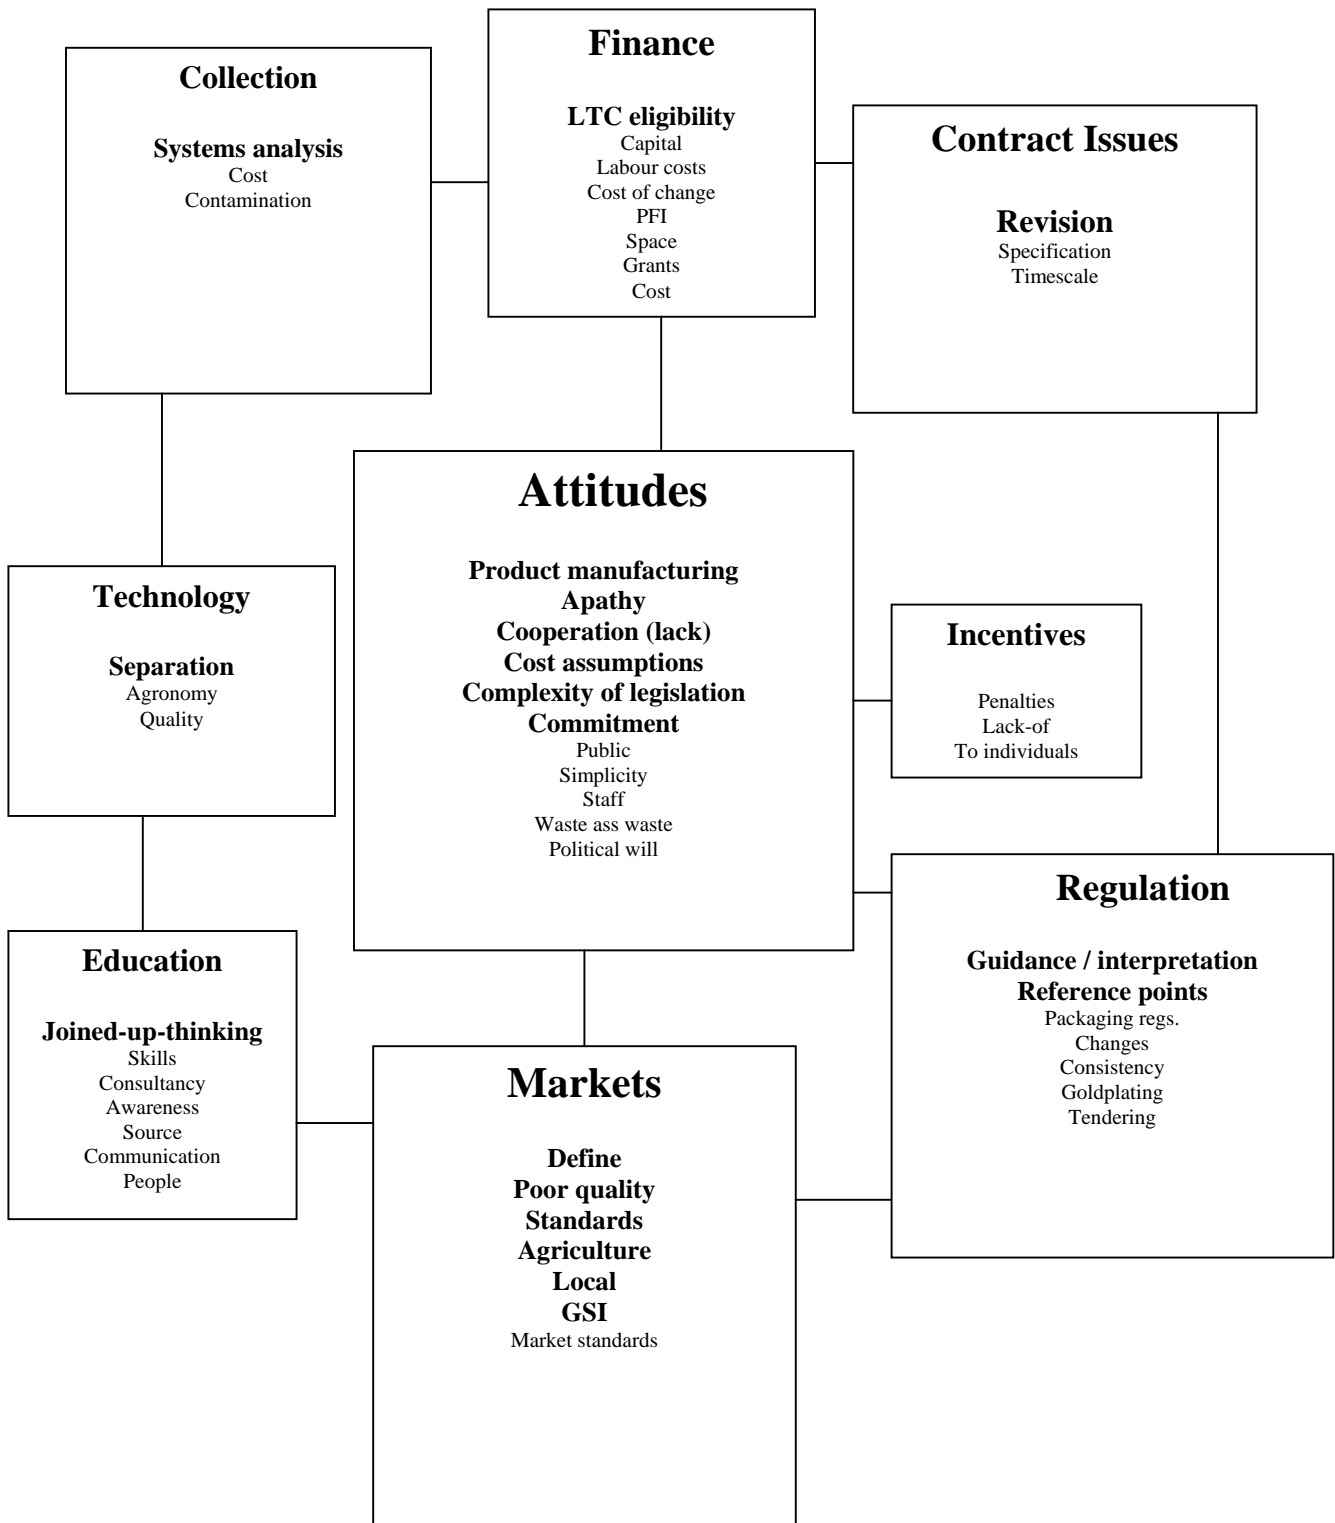 Finance
LTC eligibility
Capital
Labour costs
Cost of change
PFI
Space
Grants
Cost
Collection
Systems analysis
Cost
Contamination
Contract Issues
Revision
Specification
Timescale
Attitudes
Product manufacturing
Apathy
Cooperation (lack)
Cost assumptions
Complexity of legislation
Commitment
Public
Simplicity
Staff
Waste ass waste
Political will
Technology
Separation
Agronomy
Quality
Incentives
Penalties
Lack-of
To individuals
Regulation
Guidance / interpretation
Reference points
Packaging regs.
Changes
Consistency
Goldplating
Tendering
Education
Joined-up-thinking
Skills
Consultancy
Awareness
Source
Communication
People
Markets
Define
Poor quality
Standards
Agriculture
Local
GSI
Market standards